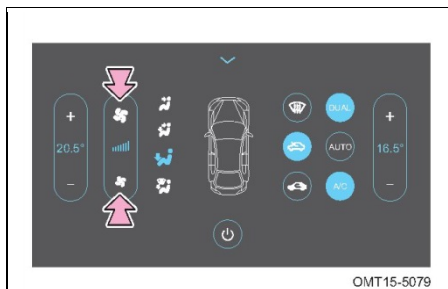 +
DUAL
+
20.5°
AUTO
16.5°
−
A/C
−
OMT15-5079